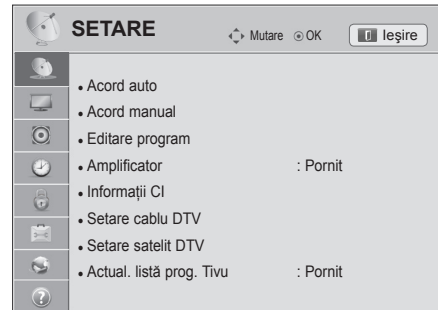 SETARE Mutare OK Ieşire
Acord auto
Acord manual
Editare program
Amplificator : Pornit
Informaţii CI
Setare cablu DTV
Setare satelit DTV
Actual. listă prog. Tivu : Pornit